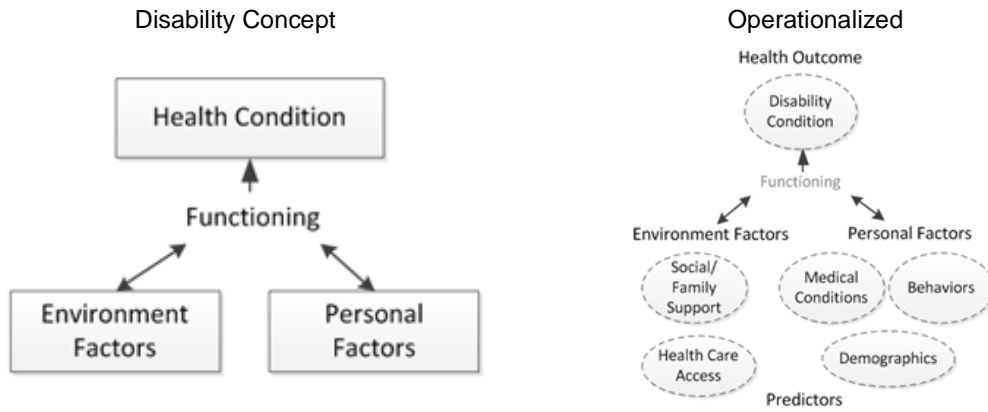 Disability Concept
Health Condition
Functioning
Environment
Factors
Personal
Factors
Operationalized
Health Outcome
Disability
Condition
Functioning
Environment Factors
Personal Factors
Social/
Family
Support
Medical
Conditions
Behaviors
Health Care
Access
Demographics
Predictors